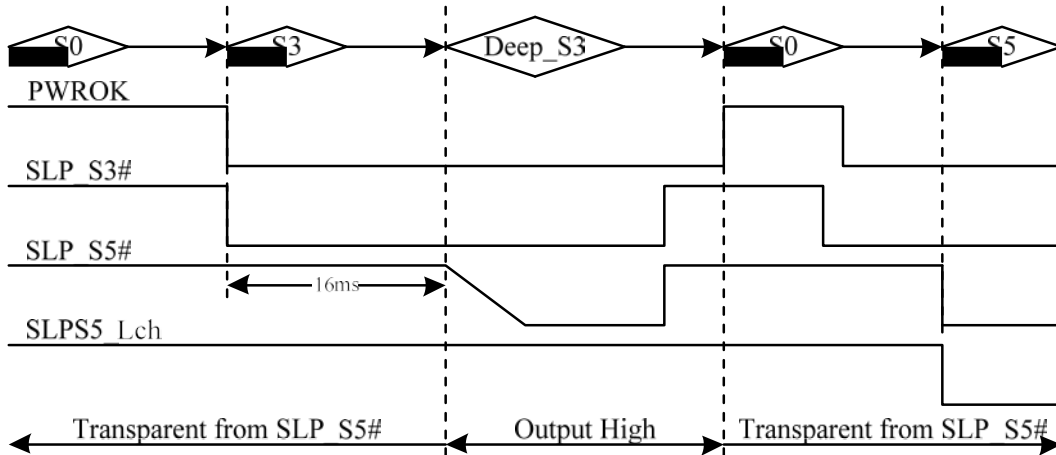 S0 S3 Deep_S3 S0 S5
PWROK
SLP_S3#
SLP_S5#
16ms
SLPS5_Lch
Transparent from SLP_S5# Output High Transparent from SLP_S5#